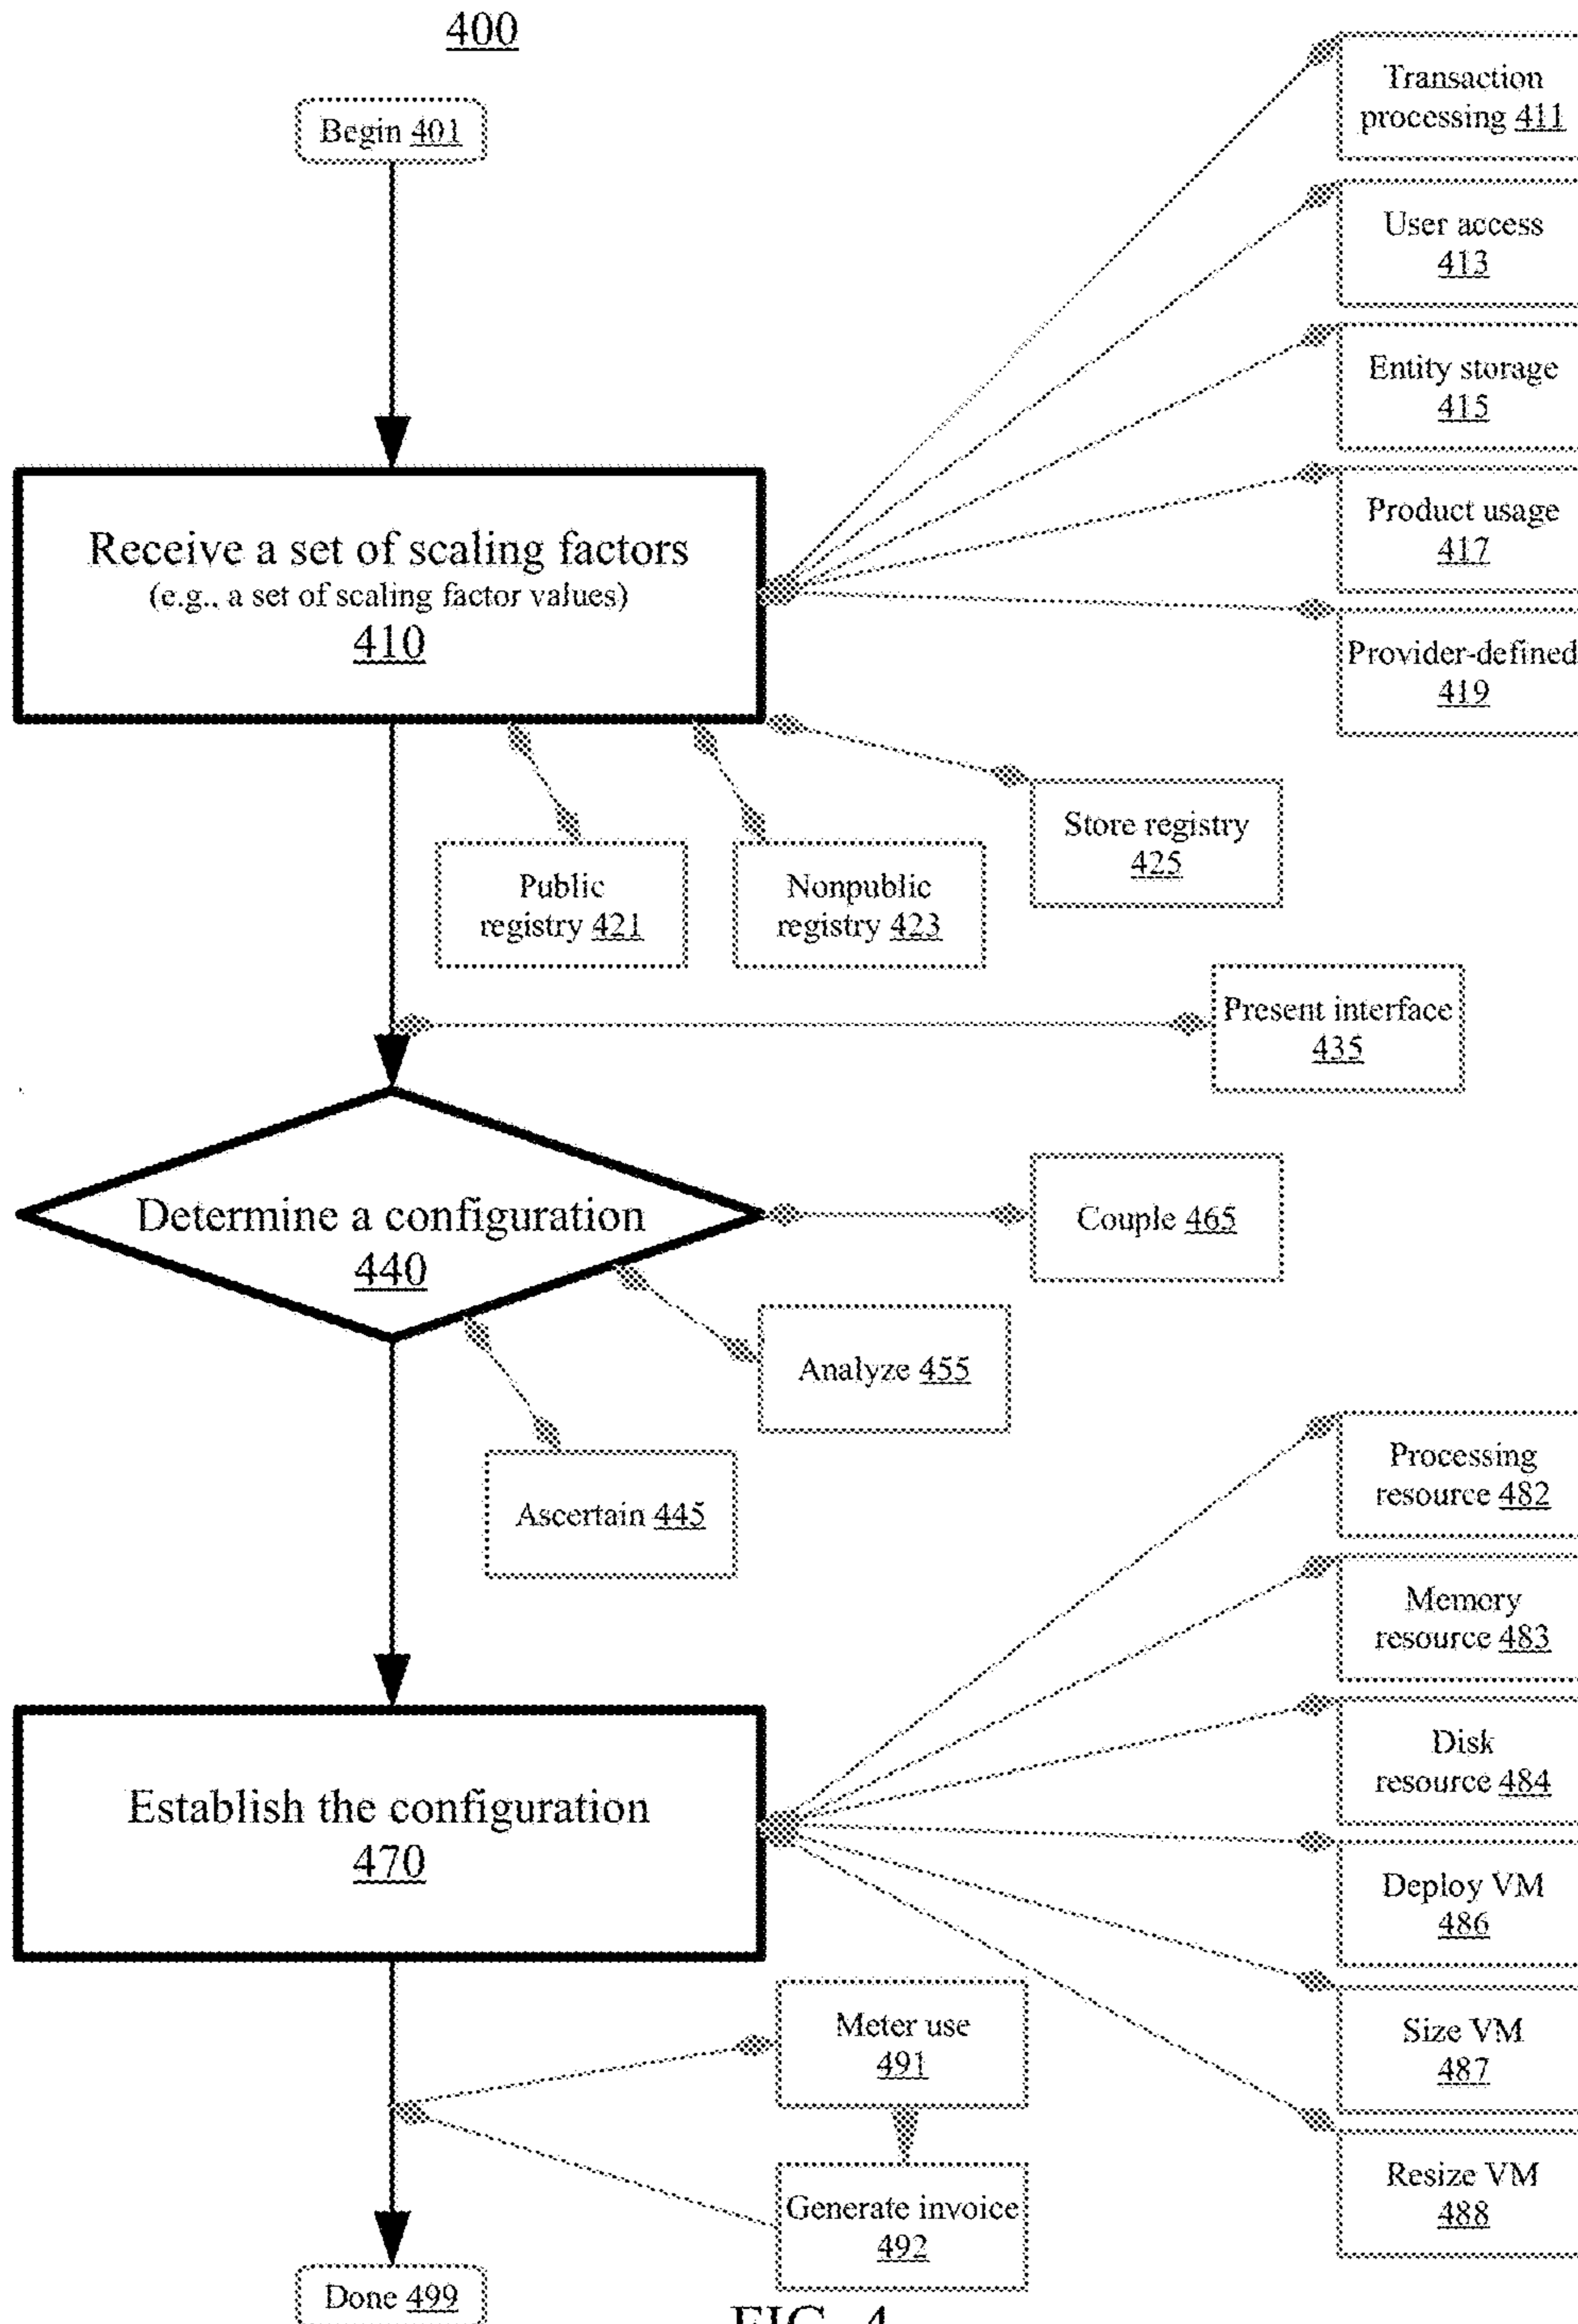 400
Begin 401
Transaction
processing 411
User access
413
Entity storage
415
Product usage
417
Provider-defined
419
Receive a set of scaling factors
(e.g., a set of scaling factor values)
410
Store registry
425
Public
registry 421
Nonpublic
registry 423
Present interface
435
Determine a configuration
440
Couple 465
Analyze 455
Ascertain 445
Processing
resource 482
Memory
resource 483
Disk
resource 484
Deploy VM
486
Size VM
487
Resize VM
488
Establish the configuration
470
Meter use
491
Generate invoice
492
Done 499
FIG. 4